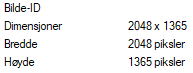 Bilde-ID
Dimensjoner 2048 x 1365
Bredde 2048 piksler
Høyde 1365 piksler